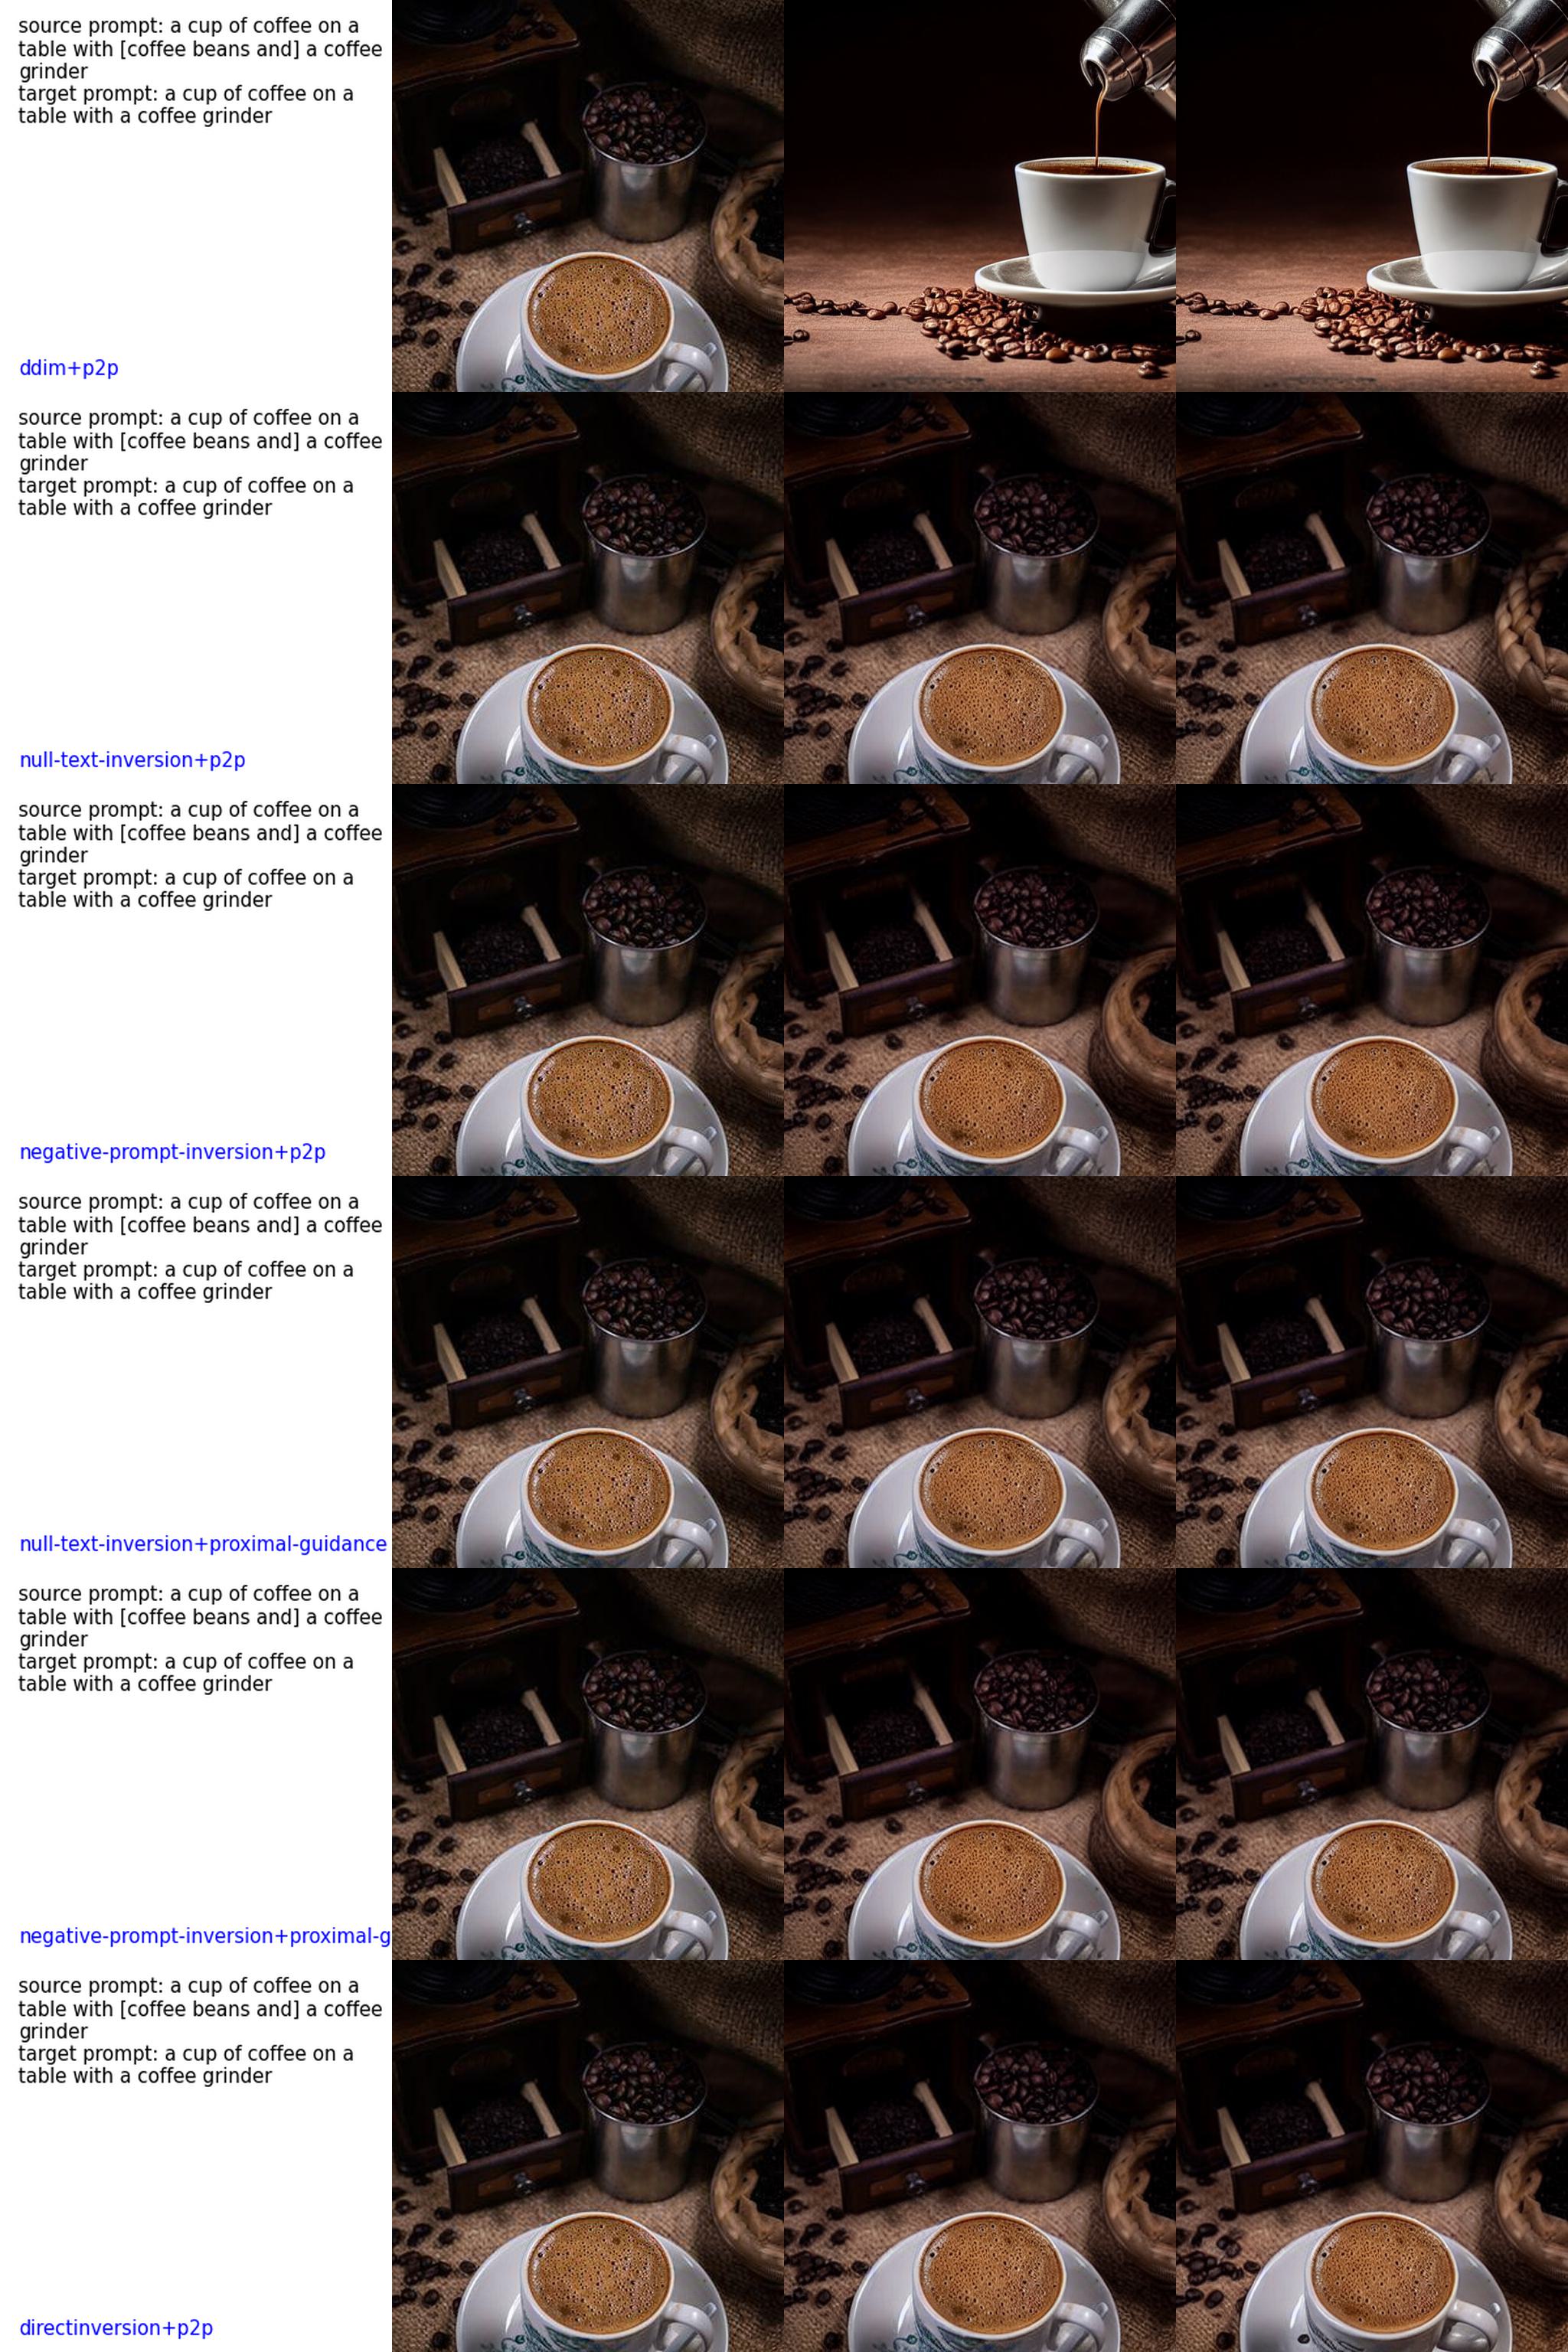 source prompt: a cup of coffee on a
table with [coffee beans and] a coffee
grinder
target prompt: a cup of coffee on a
table with a coffee grinder
ddim+p2p
source prompt: a cup of coffee on a
table with [coffee beans and] a coffee
grinder
target prompt: a cup of coffee on a
table with a coffee grinder
null-text-inversion+p2p
source prompt: a cup of coffee on a
table with [coffee beans and] a coffee
grinder
target prompt: a cup of coffee on a
table with a coffee grinder
negative-prompt-inversion+p2p
source prompt: a cup of coffee on a
table with [coffee beans and] a coffee
grinder
target prompt: a cup of coffee on a
table with a coffee grinder
null-text-inversion+proximal-guidance
source prompt: a cup of coffee on a
table with [coffee beans and] a coffee
grinder
target prompt: a cup of coffee on a
table with a coffee grinder
negative-prompt-inversion+proximal-g
source prompt: a cup of coffee on a
table with [coffee beans and] a coffee
grinder
target prompt: a cup of coffee on a
table with a coffee grinder
directinversion+p2p